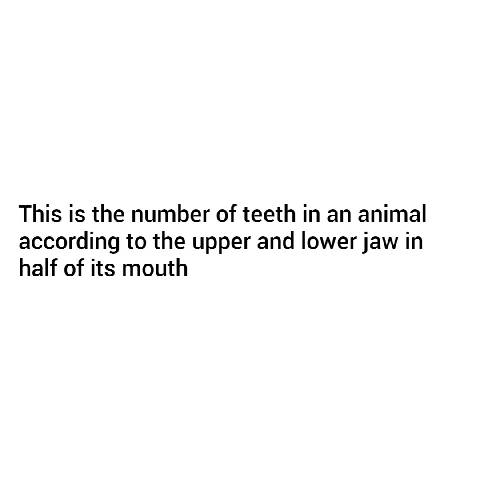 This is the number of teeth in an animal
according to the upper and lower jaw in
half of its mouth